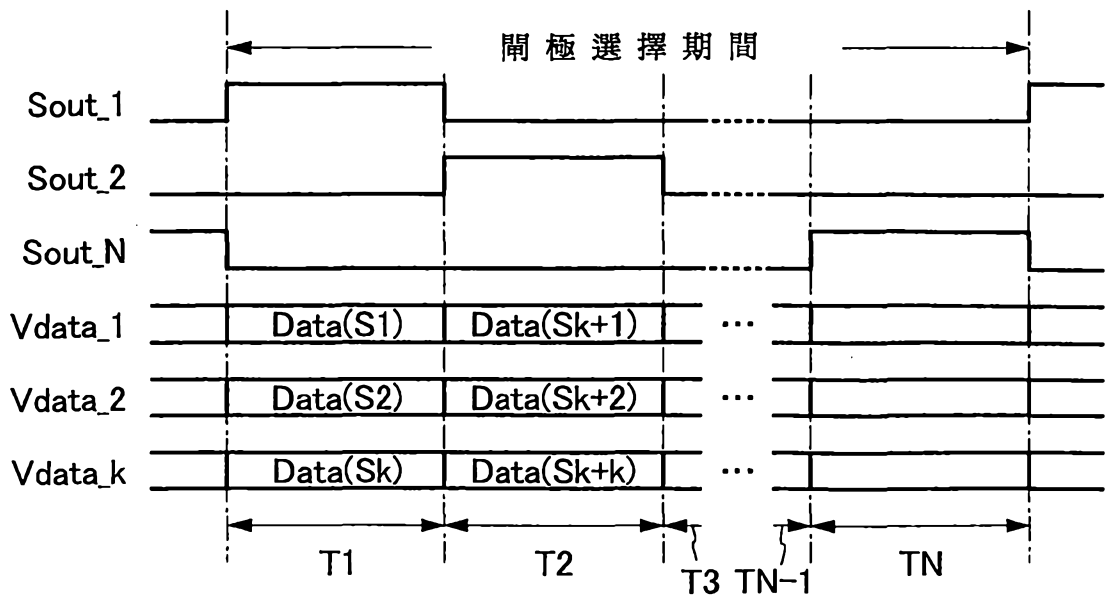 閘極選擇期間
Sout_1
Sout_2
Sout_N
Vdata_1 Data(S1) Data(Sk+1) ...
Vdata_2 Data(S2) Data(Sk+2) ...
Vdata_k Data(Sk) Data(Sk+k) ...
T1 T2 T3 TN-1 TN